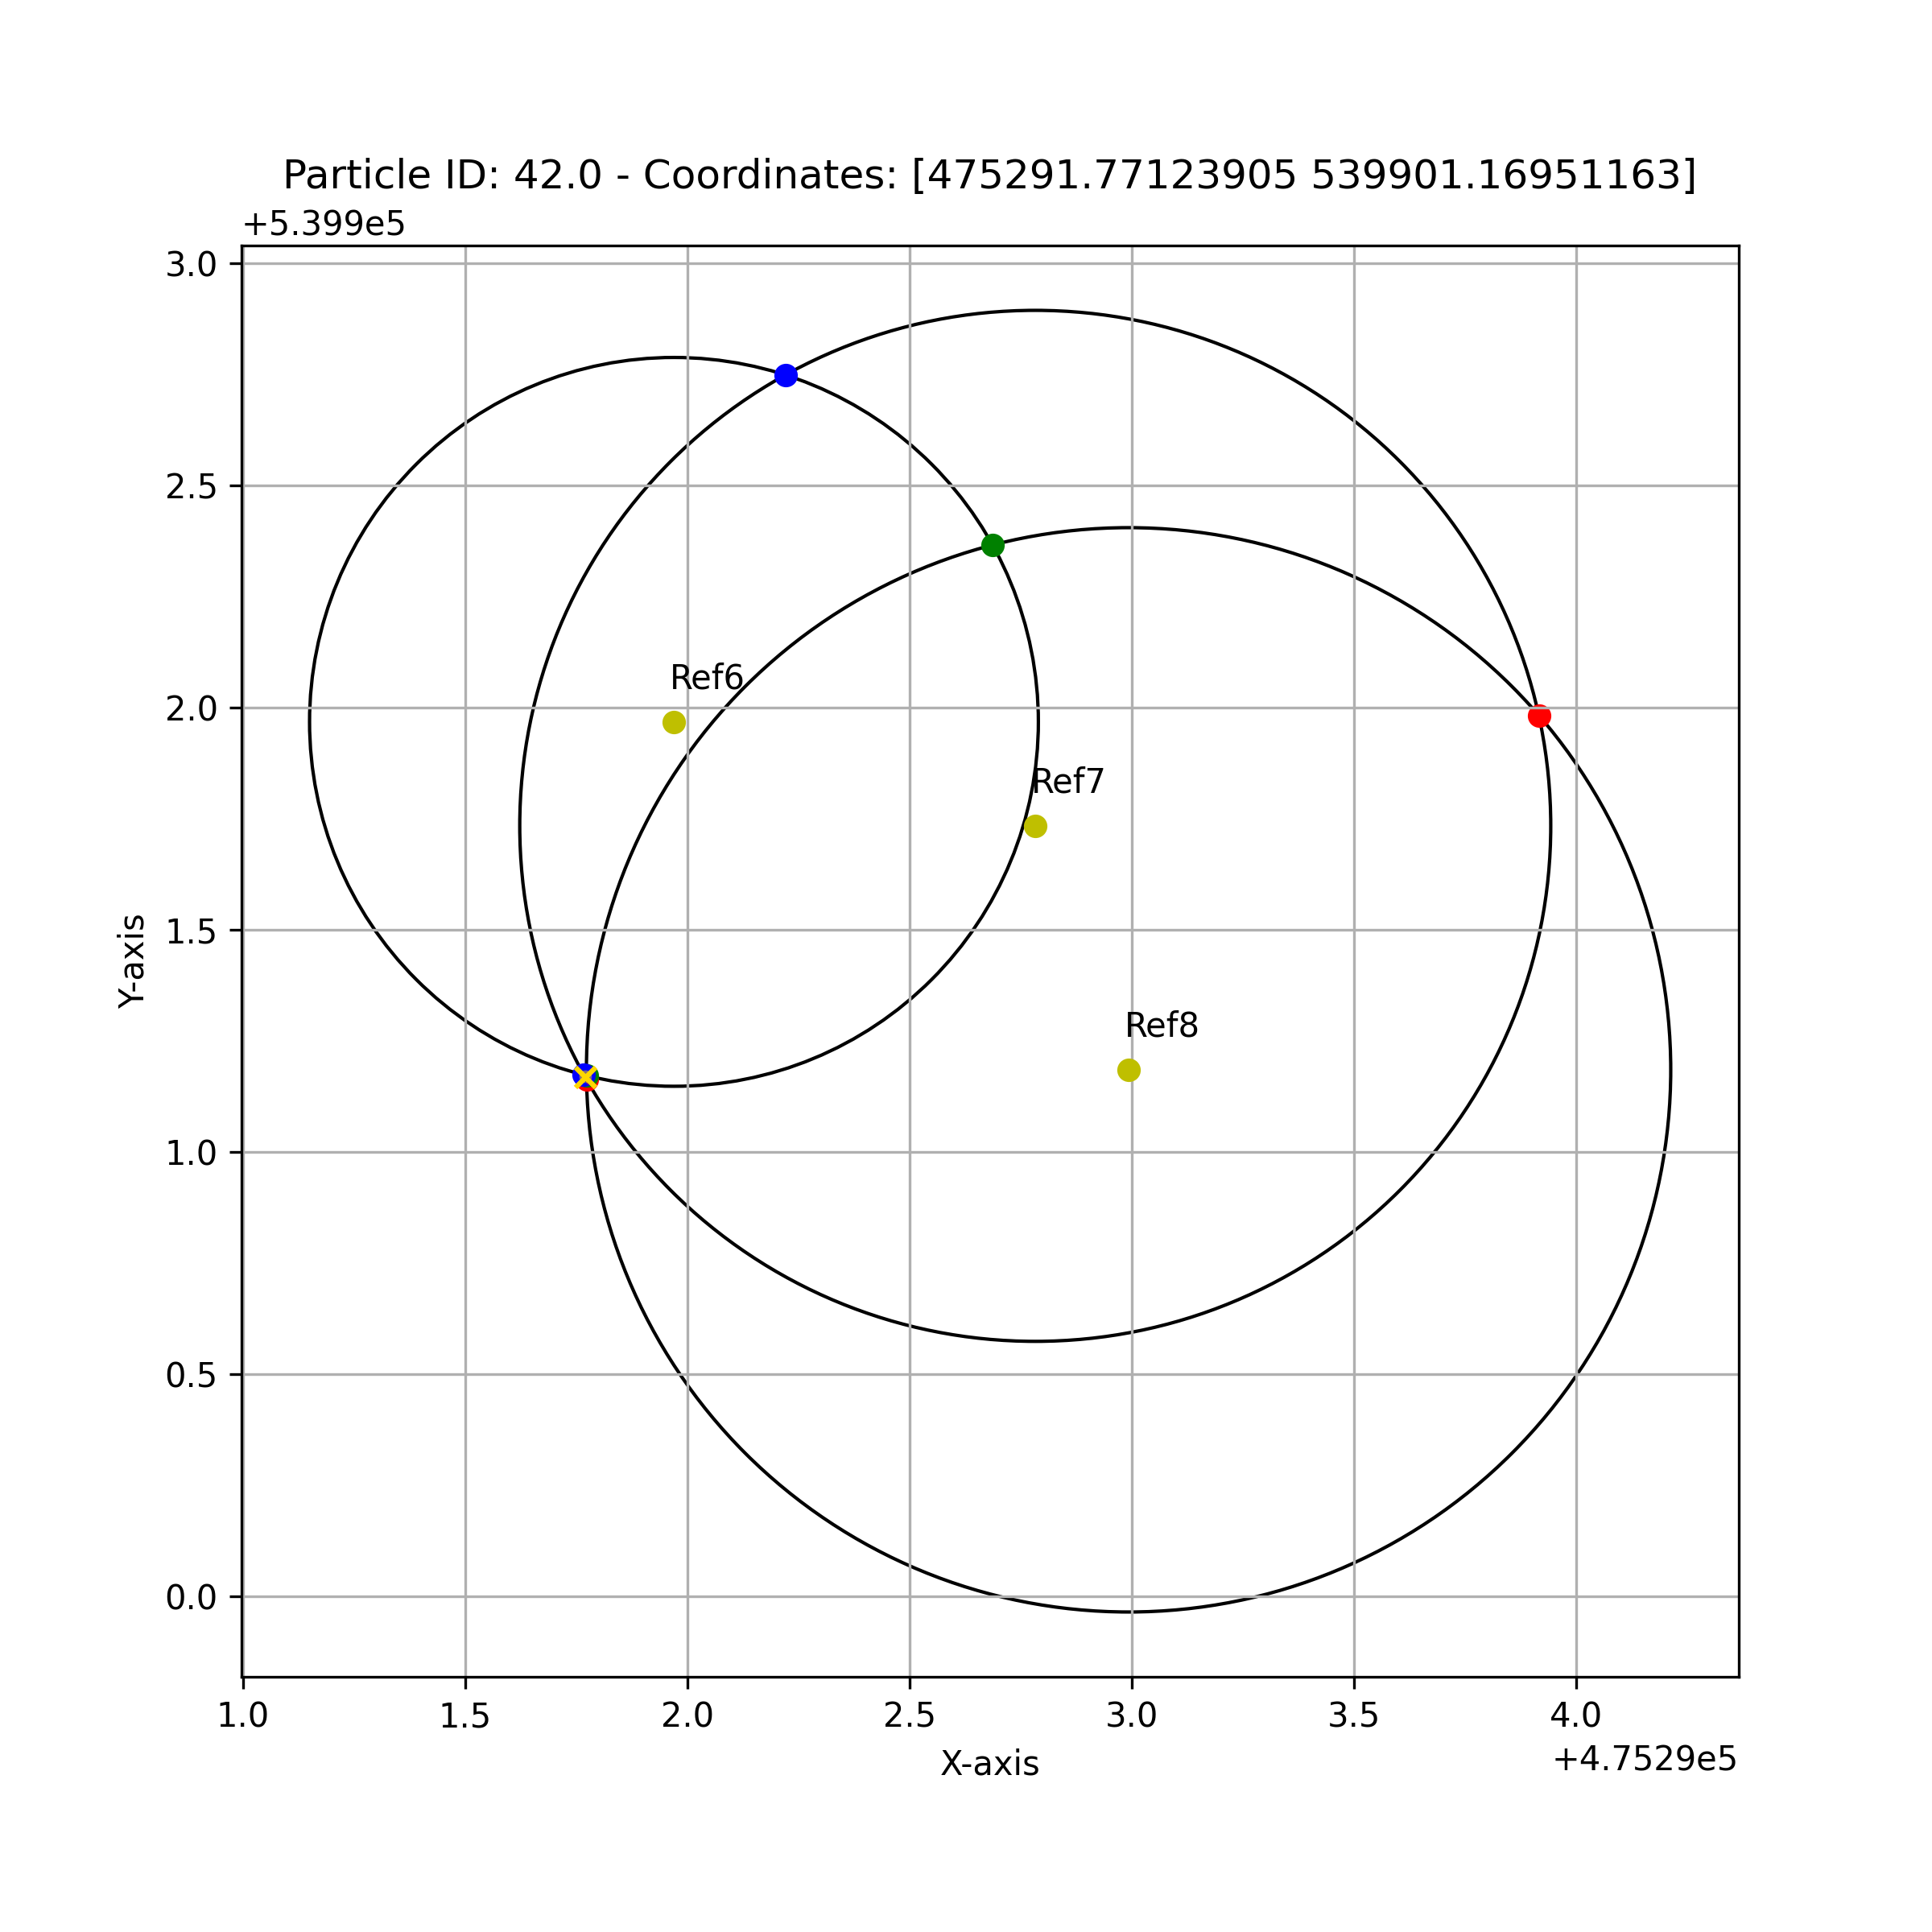 Particle ID: 42.0 - Coordinates: [475291.77123905 539901.16951163]
+5.399e5
3.0
2.5
2.0
1.5
1.0
0.5
0.0
Y-axis
Ref6
Ref7
Ref8
1.0 1.5 2.0 2.5 3.0 3.5 4.0
X-axis
+4.7529e5